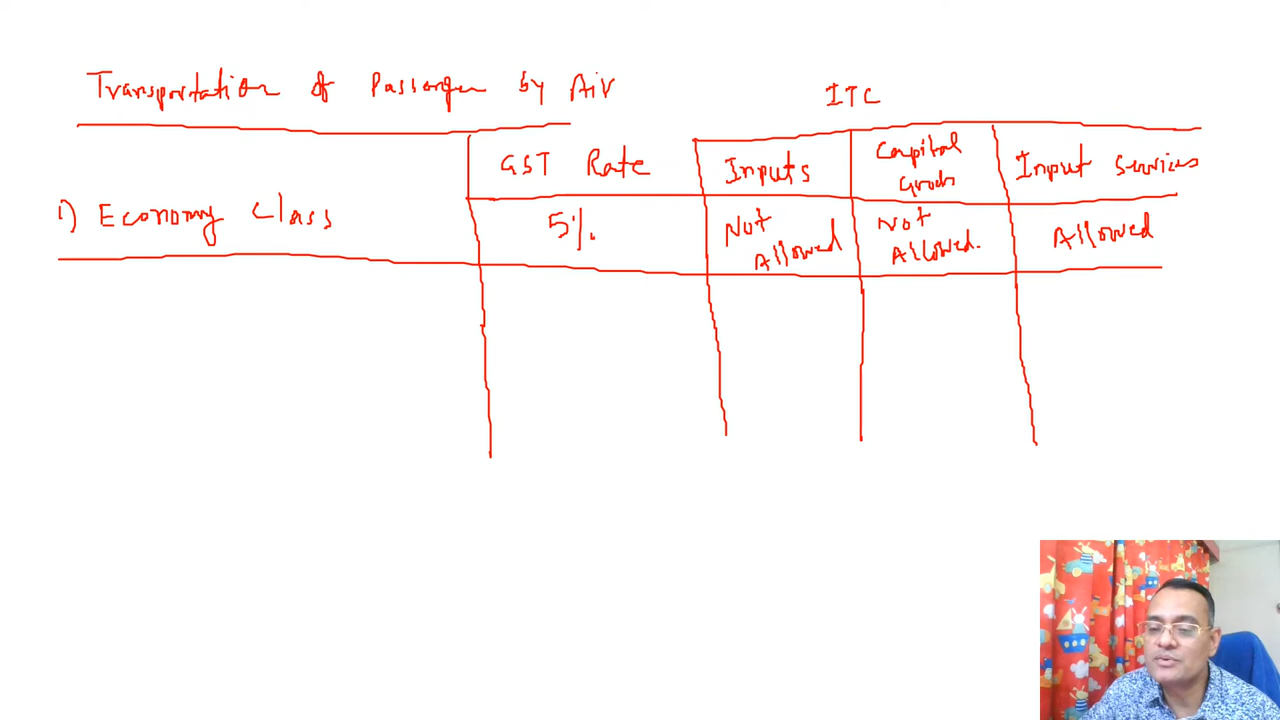 Transportation of Passenger by Air
ITC
GST Rate Inputs Capital Goods Input Services
1) Economy Class 5% Not Allowed Not Allowed. Allowed